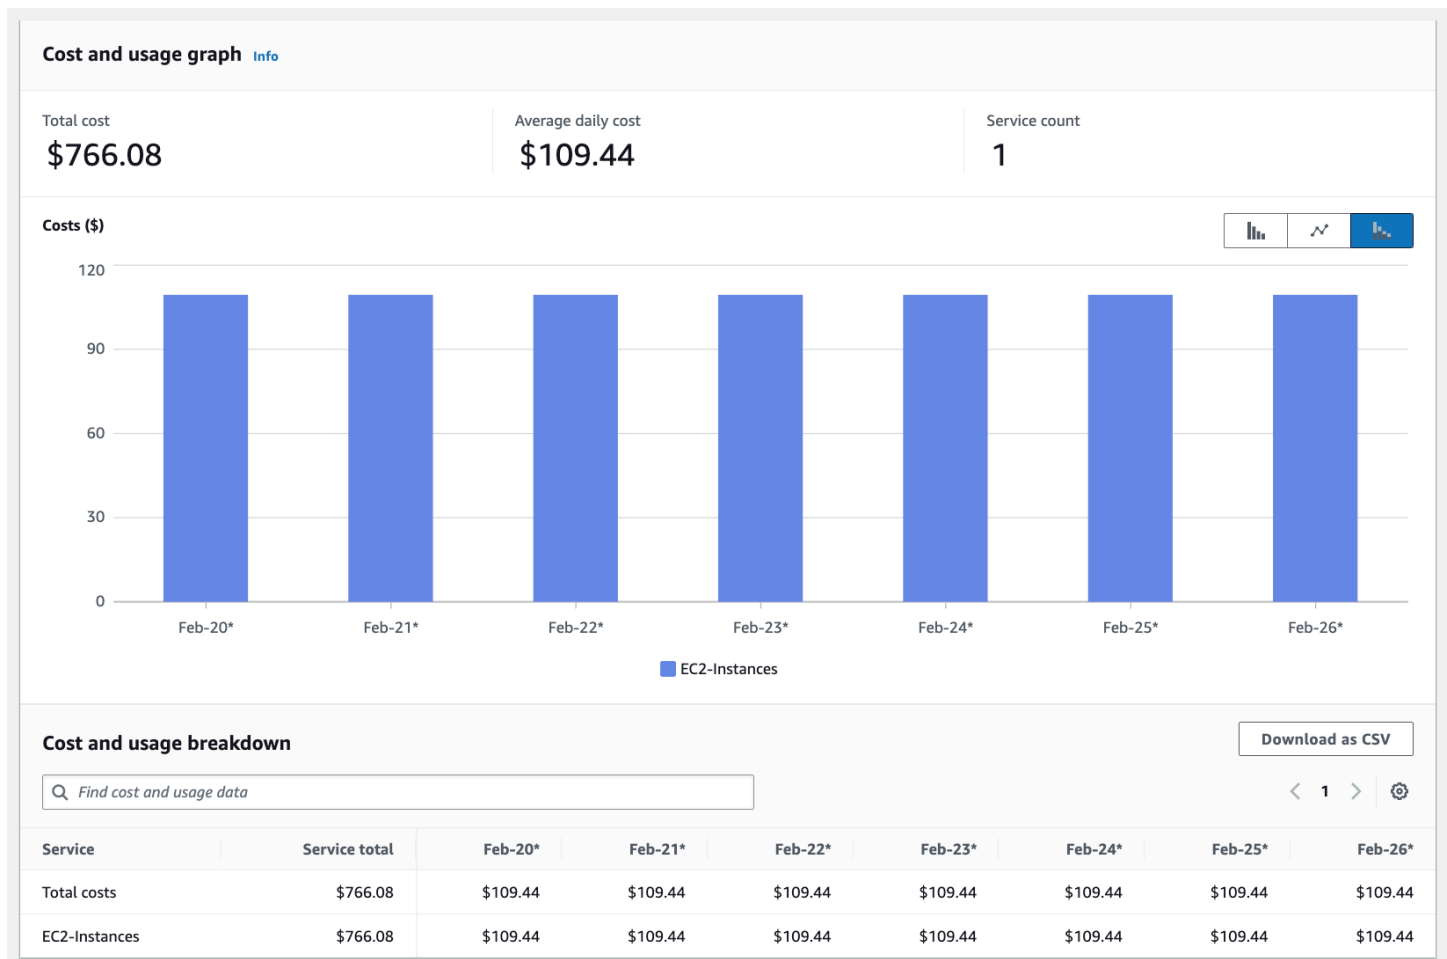 Cost and usage graph Info
Total cost Average daily cost Service count
$766.08 $109.44 1
Costs ($)
120
90
60
30
0
Feb-20* Feb-21* Feb-22* Feb-23* Feb-24* Feb-25* Feb-26*
EC2-Instances
Cost and usage breakdown Download as CSV
Find cost and usage data 1
Service Service total Feb-20* Feb-21* Feb-22* Feb-23* Feb-24* Feb-25* Feb-26*
Total costs $766.08 $109.44 $109.44 $109.44 $109.44 $109.44 $109.44 $109.44
EC2-Instances $766.08 $109.44 $109.44 $109.44 $109.44 $109.44 $109.44 $109.44